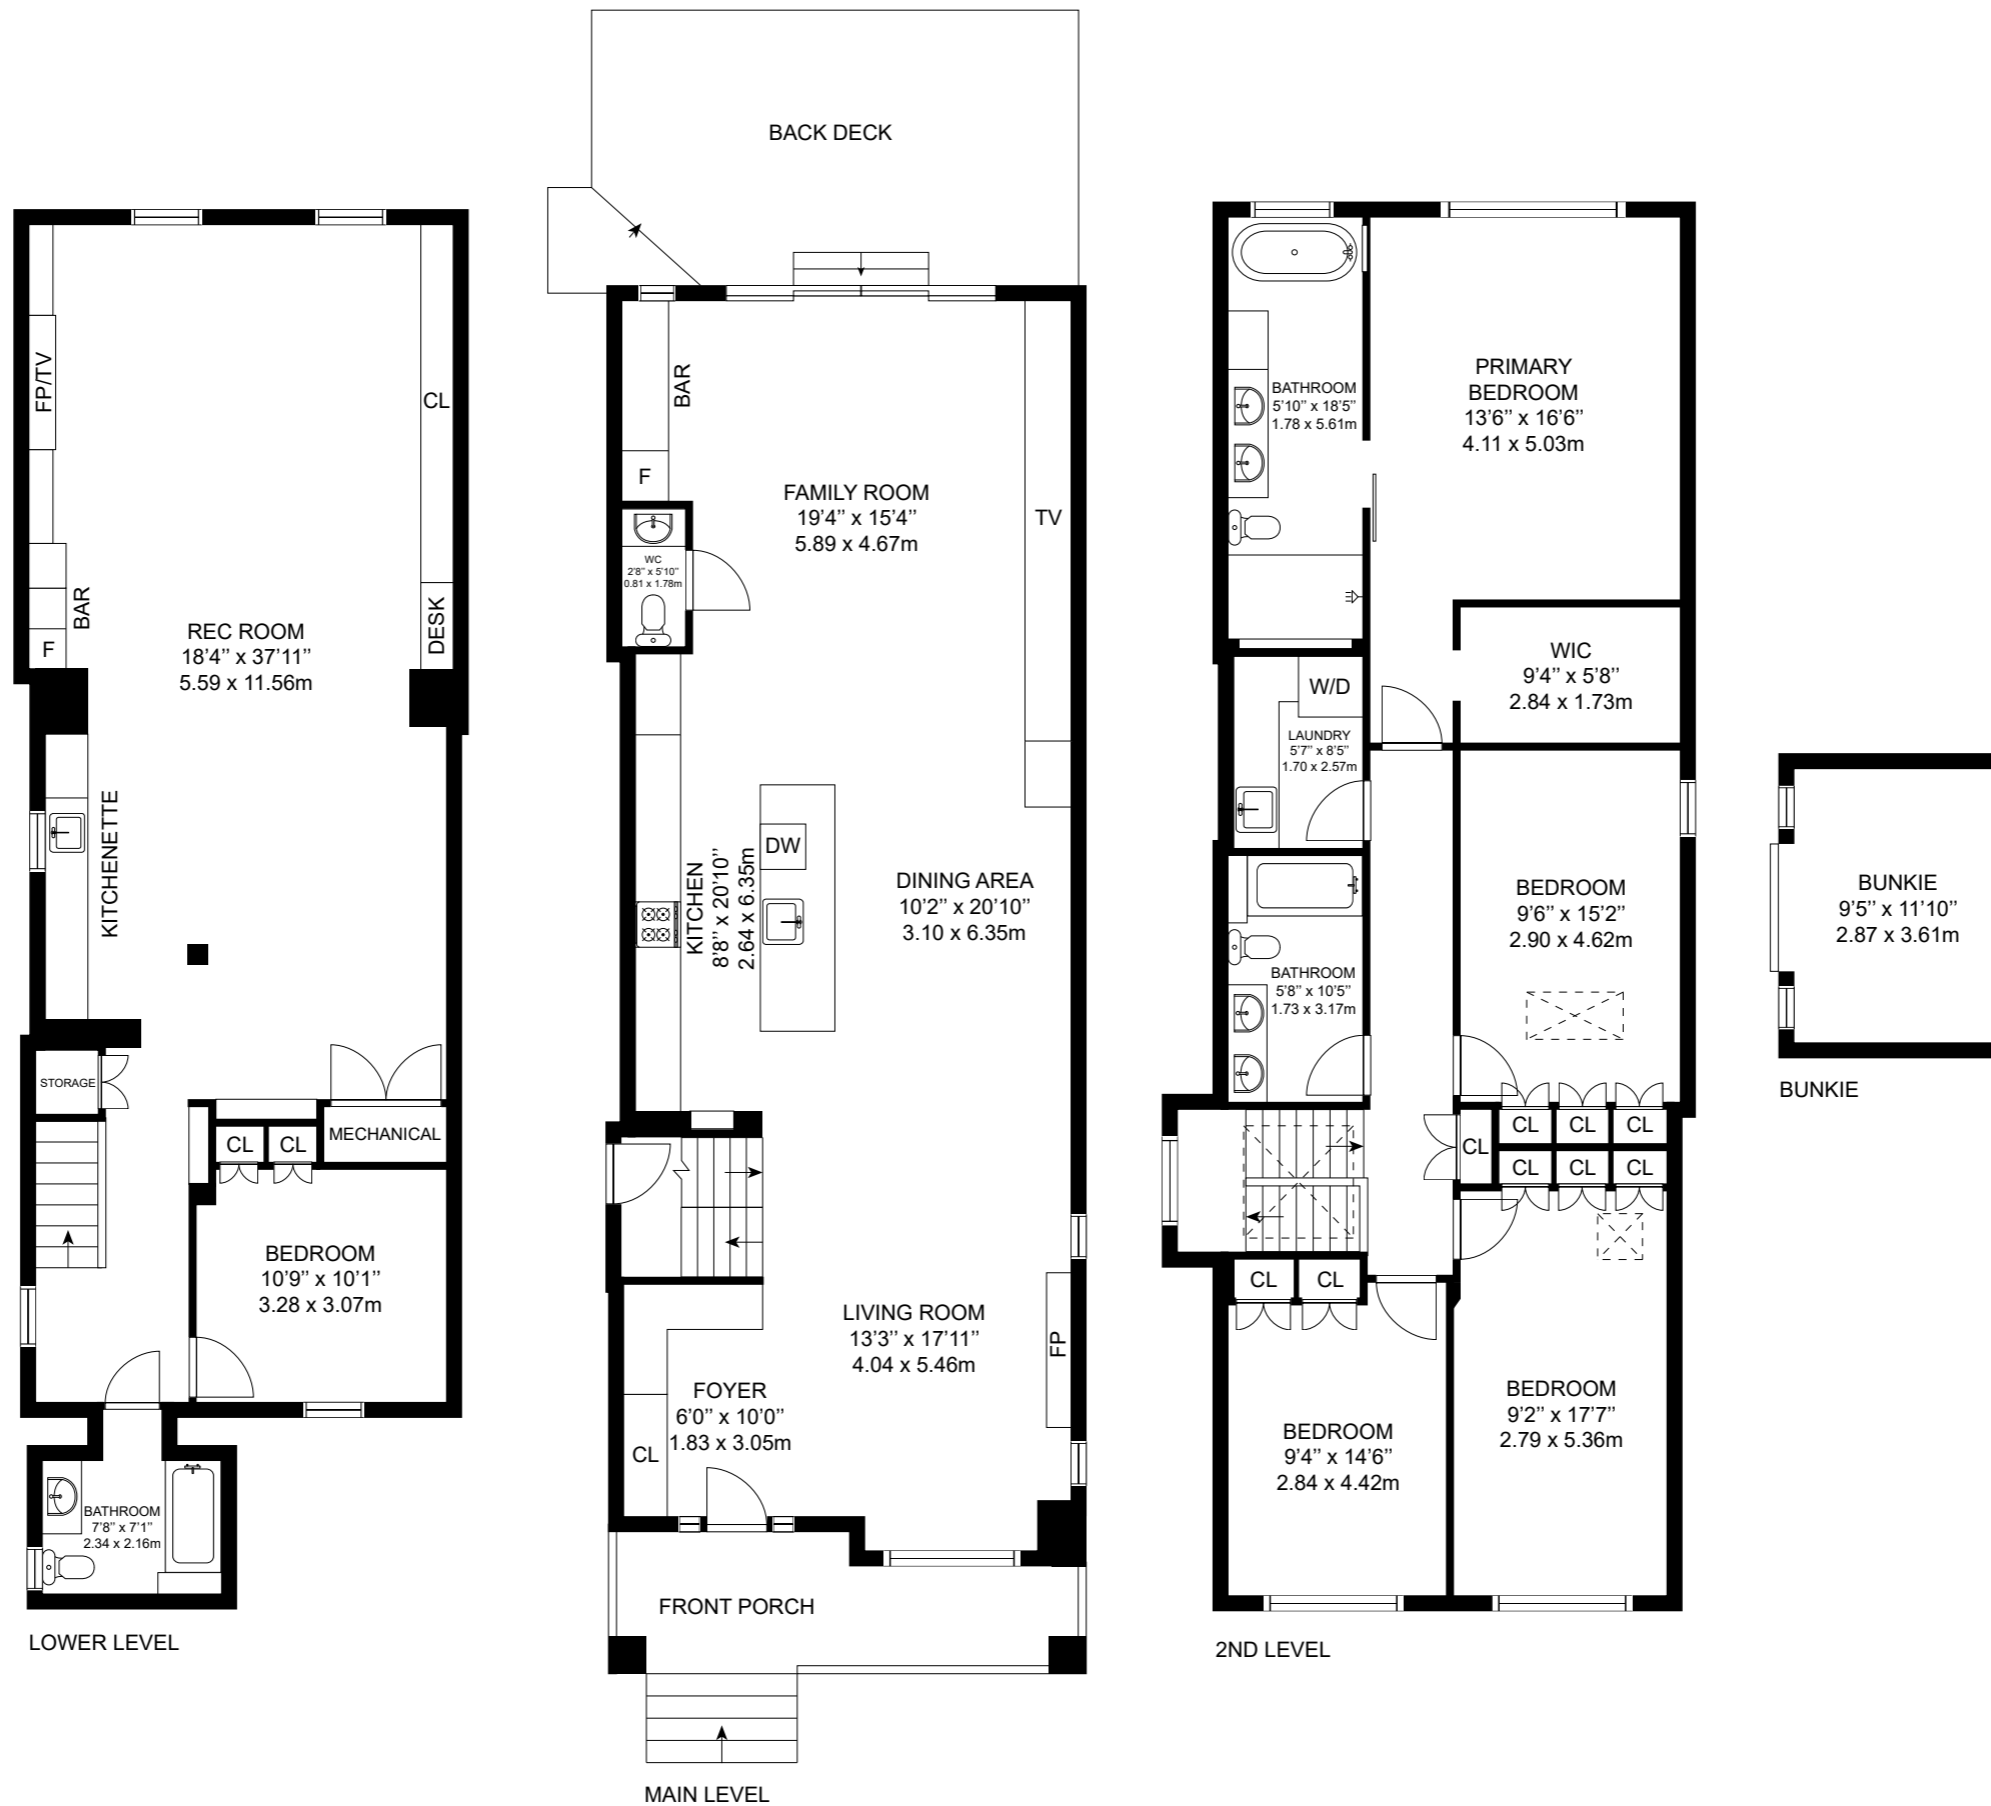 FP/TV
CL
BAR
F
DESK
REC ROOM
18'4'' x 37'11''
5.59 x 11.56m
KITCHENETTE
STORAGE
CL
CL
MECHANICAL
BEDROOM
10'9'' x 10'1''
3.28 x 3.07m
BATHROOM
7'8'' x 7'1''
2.34 x 2.16m
LOWER LEVEL
BACK DECK
BAR
F
FAMILY ROOM
19'4'' x 15'4''
5.89 x 4.67m
TV
WC
2'8'' x 5'10''
0.81 x 1.78m
KITCHEN
8'8'' x 20'10''
2.64 x 6.35m
DW
DINING AREA
10'2'' x 20'10''
3.10 x 6.35m
LIVING ROOM
13'3'' x 17'11''
4.04 x 5.46m
FP
FOYER
6'0'' x 10'0''
1.83 x 3.05m
CL
FRONT PORCH
MAIN LEVEL
BATHROOM
5'10'' x 18'5''
1.78 x 5.61m
PRIMARY
BEDROOM
13'6'' x 16'6''
4.11 x 5.03m
WIC
9'4'' x 5'8''
2.84 x 1.73m
W/D
LAUNDRY
5'7'' x 8'5''
1.70 x 2.57m
BEDROOM
9'6'' x 15'2''
2.90 x 4.62m
BATHROOM
5'8'' x 10'5''
1.73 x 3.17m
CL
CL
CL
CL
CL
CL
CL
CL
CL
BEDROOM
9'4'' x 14'6''
2.84 x 4.42m
BEDROOM
9'2'' x 17'7''
2.79 x 5.36m
2ND LEVEL
BUNKIE
9'5'' x 11'10''
2.87 x 3.61m
BUNKIE